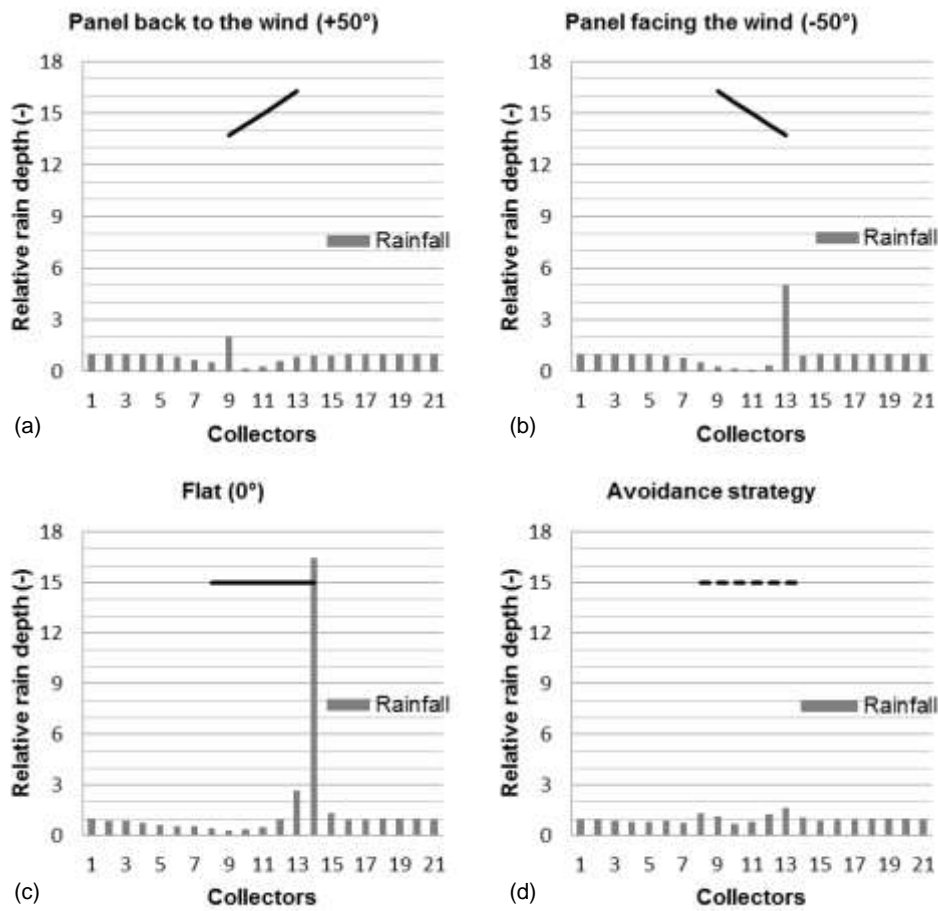 Panel back to the wind (+50°)
Relative rain depth (-)
18
15
12
9
6
3
0
Rainfall
1 3 5 7 9 11 13 15 17 19 21
(a)
Collectors
Panel facing the wind (-50°)
Relative rain depth (-)
18
15
12
9
6
3
0
Rainfall
1 3 5 7 9 11 13 15 17 19 21
(b)
Collectors
Flat (0°)
Relative rain depth (-)
18
15
12
9
6
3
0
Rainfall
1 3 5 7 9 11 13 15 17 19 21
(c)
Collectors
Avoidance strategy
Relative rain depth (-)
18
15
12
9
6
3
0
Rainfall
1 3 5 7 9 11 13 15 17 19 21
(d)
Collectors